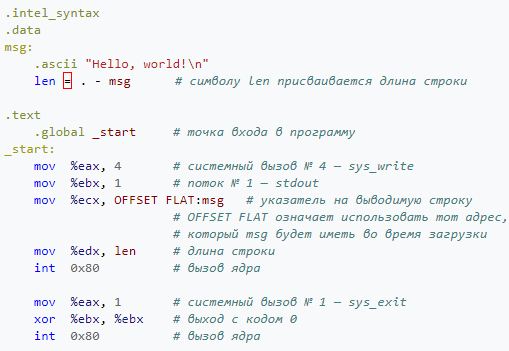 .intel_syntax
.data
msg:
    .ascii "Hello, world!\n"
    len = . - msg      # символу len присваивается длина строки

.text
    .global _start     # точка входа в программу
_start:
    mov  %eax, 4       # системный вызов № 4 — sys_write
    mov  %ebx, 1       # поток № 1 — stdout
    mov  %ecx, OFFSET FLAT:msg   # указатель на выводимую строку
                       # OFFSET FLAT означает использовать тот адрес,
                       # который msg будет иметь во время загрузки
    mov  %edx, len     # длина строки
    int  0x80          # вызов ядра

    mov  %eax, 1       # системный вызов № 1 — sys_exit
    xor  %ebx, %ebx    # выход с кодом 0
    int  0x80          # вызов ядра